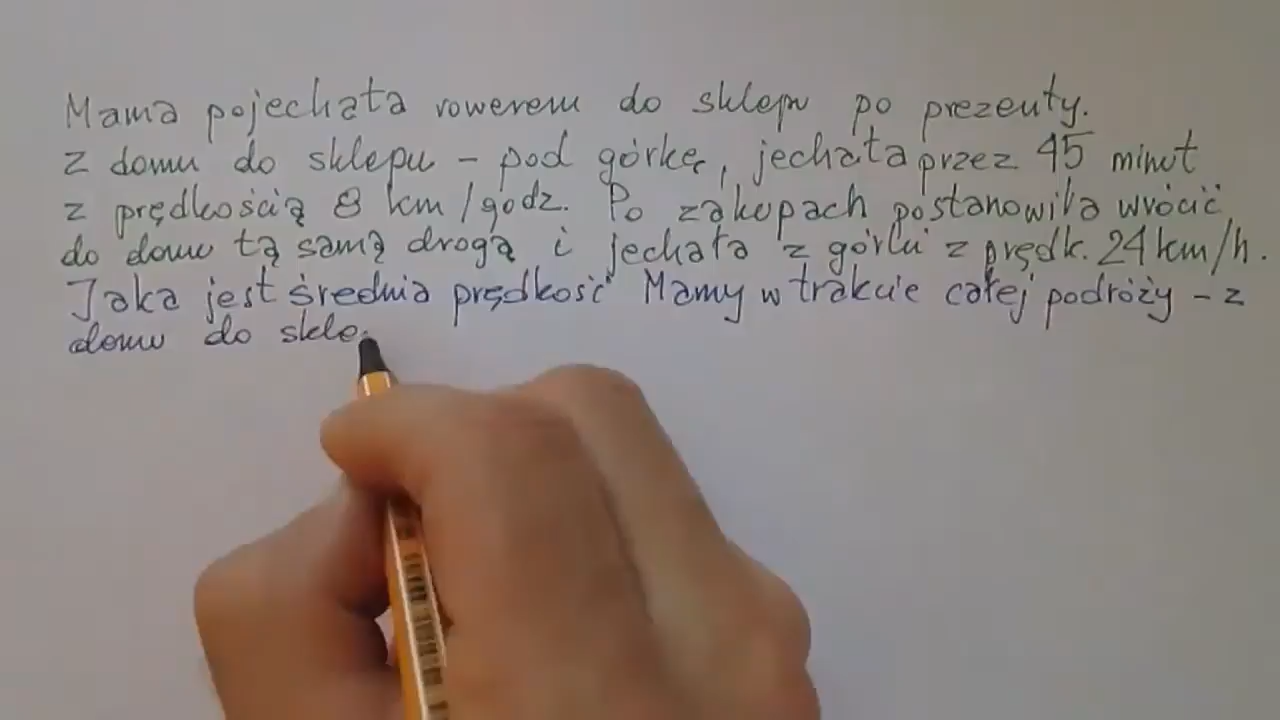 Mama pojechała rowerem do sklepu po prezenty.
Z domu do sklepu – pod górkę, jechała przez 45 minut
z prędkością 8 km/godz. Po zakupach postanowiła wrócić
do domu tą samą drogą i jechała z górki z prędk. 24 km/h.
Jaka jest średnia prędkość Mamy w trakcie całej podróży – z
domu do skle